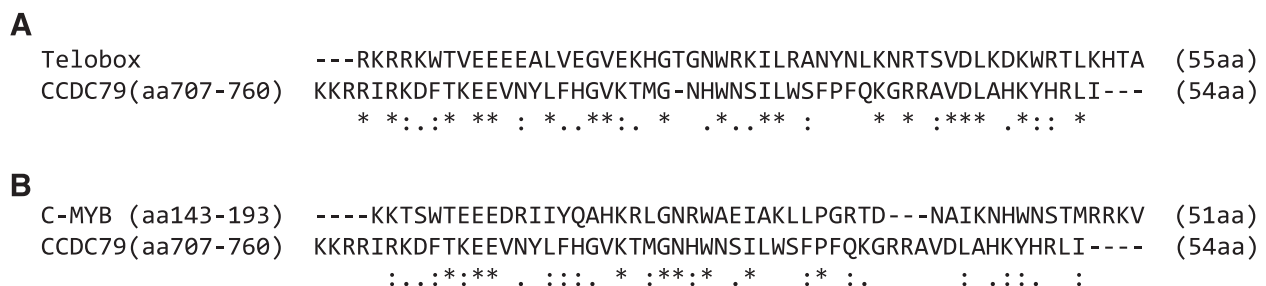 A
Telobox ---RKRRKWTVEEEEALVEGVEKHGTGNWRKILRANYNLKNRTSVDLKDKWRTLKHTA (55aa)
CCDC79(aa707-760) KKRRIRKDFTKEEVNYLFHGVKTMG-NHWNSILWSFPFQKGRRAVDLAHKYHRLI--- (54aa)
* *:.:* ** : *..**:. * .*..** : * * :*** .*:: *
B
C-MYB (aa143-193) ----KKTSWTEEEDRIIYQAHKRLGNRWAEIAKLLPGRTD---NAIKNHWNSTMRRKV (51aa)
CCDC79(aa707-760) KKRRIRKDFTKEEVNYLFHGVKTMGNHWNSILWSFPFQKGRRAVDLAHKYHRLI---- (54aa)
:..:*:** . :::. * :**:* .* :* :. : .::. :